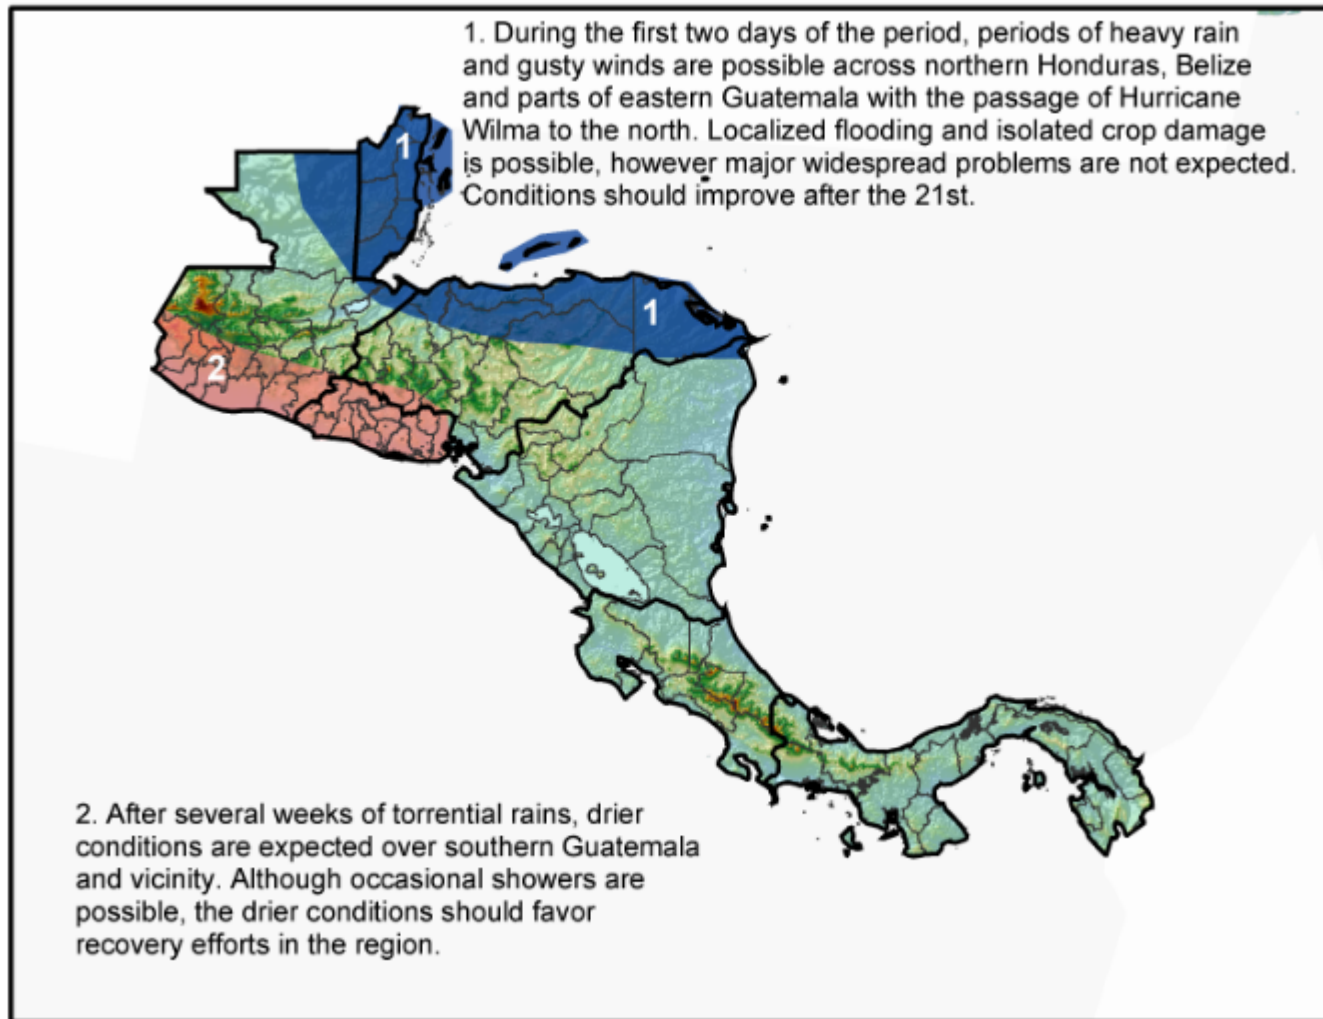 1. During the first two days of the period, periods of heavy rain
and gusty winds are possible across northern Honduras, Belize
and parts of eastern Guatemala with the passage of Hurricane
Wilma to the north. Localized flooding and isolated crop damage
is possible, however major widespread problems are not expected.
Conditions should improve after the 21st.
1
1
2
2. After several weeks of torrential rains, drier
conditions are expected over southern Guatemala
and vicinity. Although occasional showers are
possible, the drier conditions should favor
recovery efforts in the region.